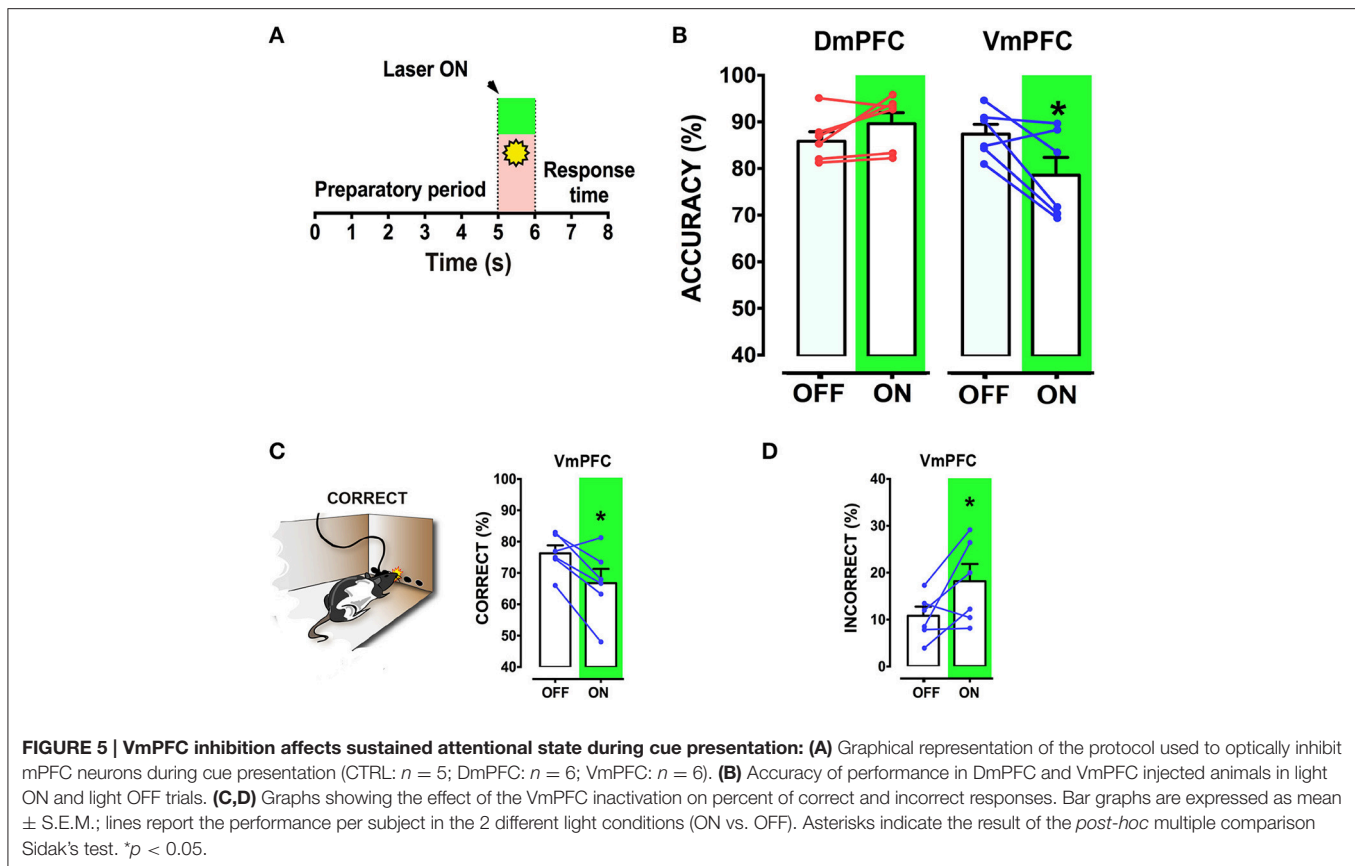 A
Laser ON
Preparatory period
Response
time
0 1 2 3 4 5 6 7 8
Time (s)
B
DmPFC VmPFC
ACCURACY (%)
100
90
80
70
60
50
40
*
OFF ON OFF ON
C
CORRECT
VmPFC
CORRECT (%)
100
90
80
70
60
50
40
*
OFF ON
D
VmPFC
INCORRECT (%)
40
30
20
10
0
*
OFF ON
FIGURE 5 | VmPFC inhibition affects sustained attentional state during cue presentation: (A) Graphical representation of the protocol used to optically inhibit
mPFC neurons during cue presentation (CTRL: n = 5; DmPFC: n = 6; VmPFC: n = 6). (B) Accuracy of performance in DmPFC and VmPFC injected animals in light
ON and light OFF trials. (C,D) Graphs showing the effect of the VmPFC inactivation on percent of correct and incorrect responses. Bar graphs are expressed as mean
± S.E.M.; lines report the performance per subject in the 2 different light conditions (ON vs. OFF). Asterisks indicate the result of the post-hoc multiple comparison
Sidak's test. *p < 0.05.